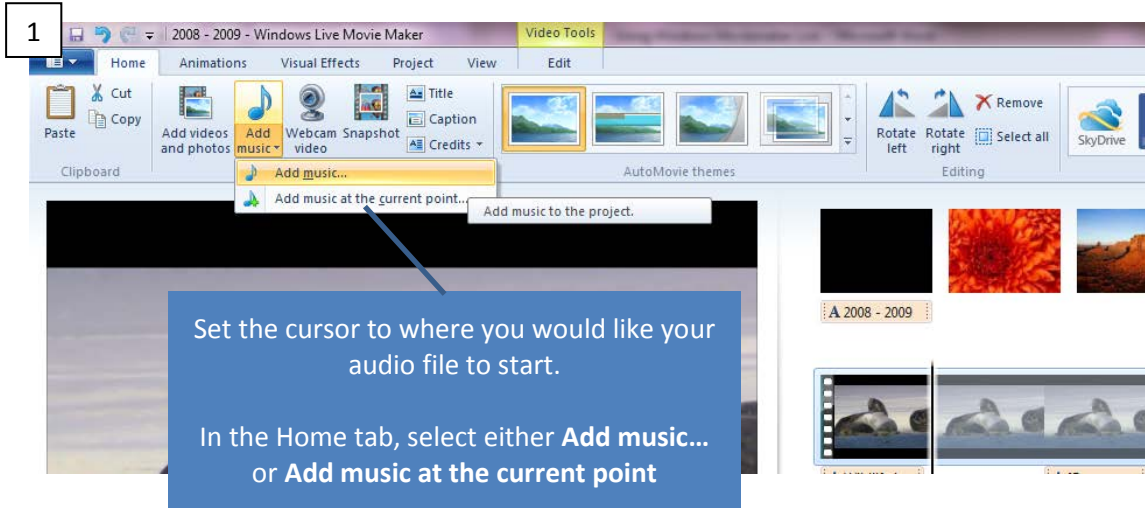 1
2008 - 2009 - Windows Live Movie Maker
Video Tools
Home Animations Visual Effects Project View Edit
Paste
Cut
Copy
Clipboard
Add videos and photos
Add music
Webcam video
Snapshot
Title
Caption
Credits
AutoMovie themes
Rotate left
Rotate right
Remove
Select all
Editing
SkyDrive
Add music...
Add music at the current point...
Add music to the project.
A 2008 - 2009
Set the cursor to where you would like your
audio file to start.
In the Home tab, select either Add music…
or Add music at the current point